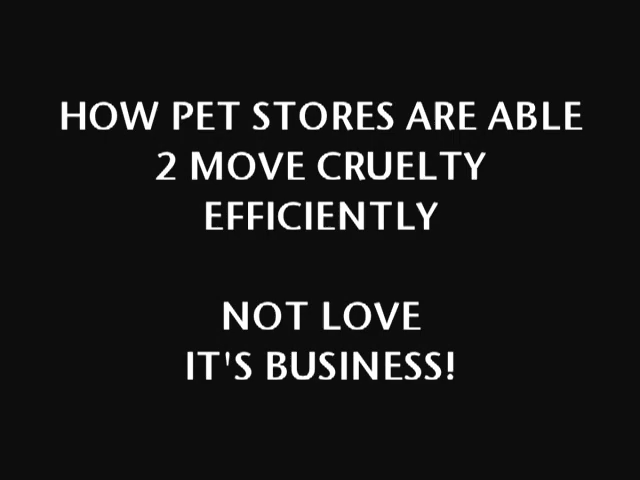 HOW PET STORES ARE ABLE
2 MOVE CRUELTY
EFFICIENTLY
NOT LOVE
IT'S BUSINESS!